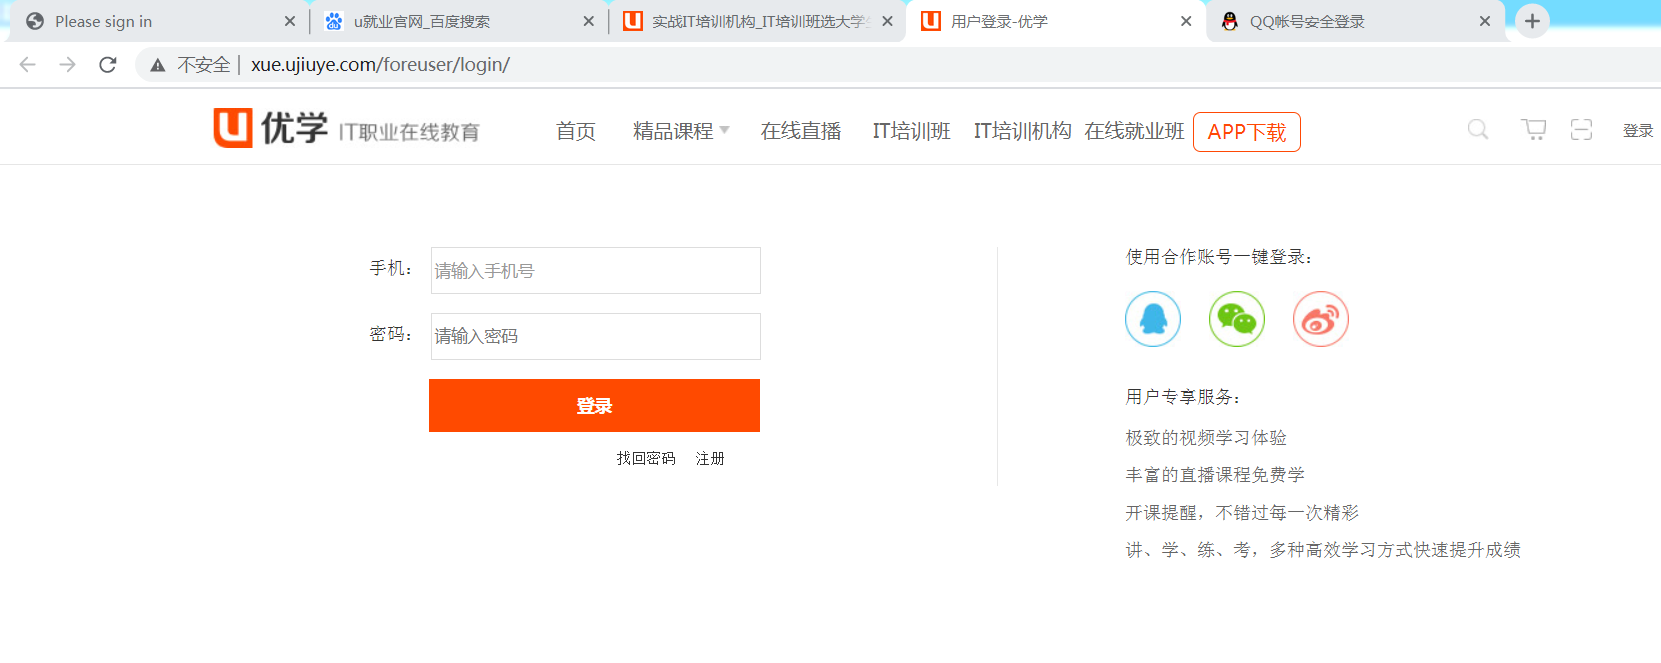 Please sign in
u就业官网_百度搜索
实战IT培训机构_IT培训班选大学生
用户登录-优学
QQ帐号安全登录
不安全 | xue.ujiuye.com/foreuser/login/
优学 IT职业在线教育
首页 精品课程 在线直播 IT培训班 IT培训机构 在线就业班 APP下载 登录
手机：
请输入手机号
密码：
请输入密码
登录
找回密码 注册
使用合作账号一键登录：
用户专享服务：
极致的视频学习体验
丰富的直播课程免费学
开课提醒，不错过每一次精彩
讲、学、练、考，多种高效学习方式快速提升成绩